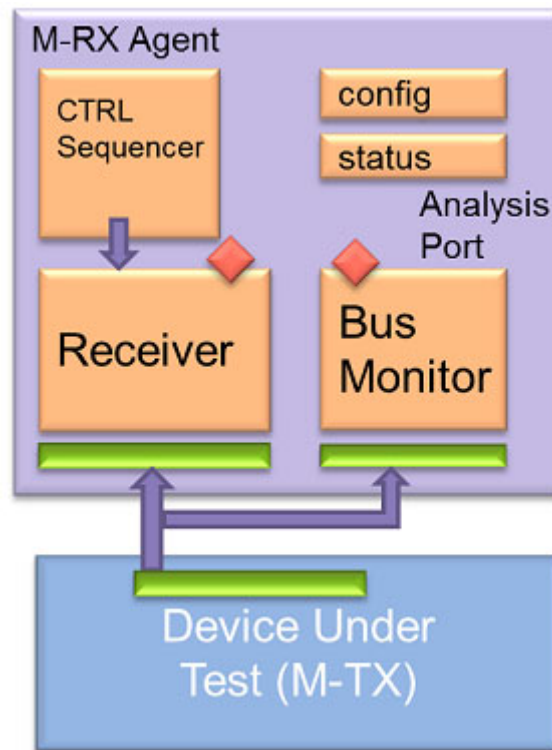 M-RX Agent
CTRL
Sequencer
config
status
Analysis
Port
Receiver
Bus
Monitor
Device Under
Test (M-TX)